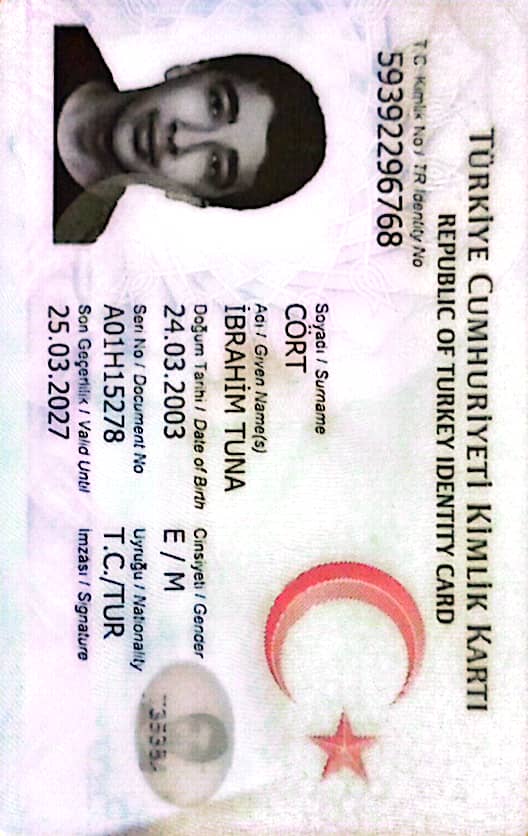 TÜRKİYE CUMHURİYETİ KİMLİK KARTI
REPUBLIC OF TURKEY IDENTITY CARD
T.C. Kimlik No / TR Identity No
59392296768
Soyadı / Surname
CÖRT
Adı / Given Name(s)
İBRAHİM TUNA
Doğum Tarihi / Date of Birth Cinsiyeti / Gender
24.03.2003 E / M
Seri No / Document No Uyruğu / Nationality
A01H15278 T.C./TUR
Son Geçerlilik / Valid Until İmzası / Signature
25.03.2027